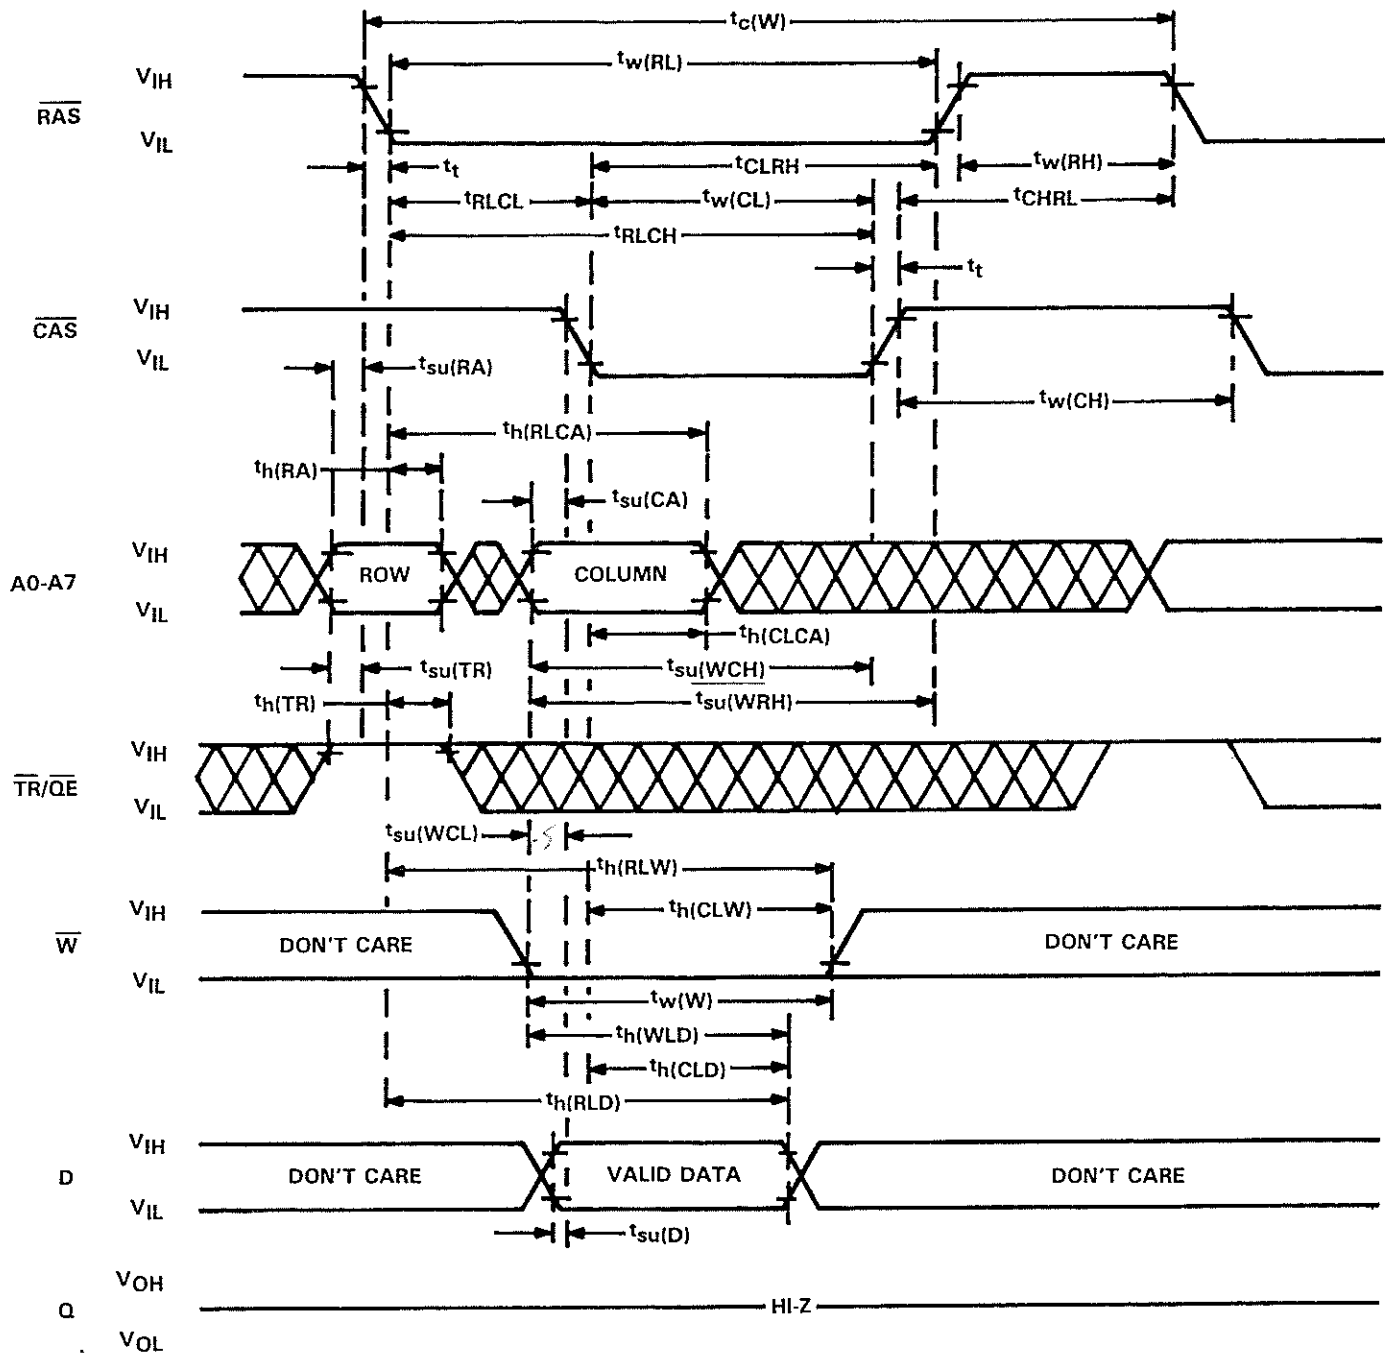 tc(W)
VIH
tw(RL)
RAS
VIL
tt
tCLRH
tw(RH)
tRLCL
tw(CL)
tCHRL
tRLCH
tt
VIH
CAS
VIL
tsu(RA)
tw(CH)
th(RLCA)
th(RA)
tsu(CA)
VIH
A0-A7
ROW
COLUMN
VIL
th(CLCA)
tsu(TR)
tsu(WCH)
th(TR)
tsu(WRH)
VIH
TR/QE
VIL
tsu(WCL)
-5
th(RLW)
VIH
th(CLW)
W
DON'T CARE
DON'T CARE
VIL
tw(W)
th(WLD)
th(CLD)
th(RLD)
VIH
D
DON'T CARE
VALID DATA
DON'T CARE
VIL
tsu(D)
VOH
Q
HI-Z
VOL